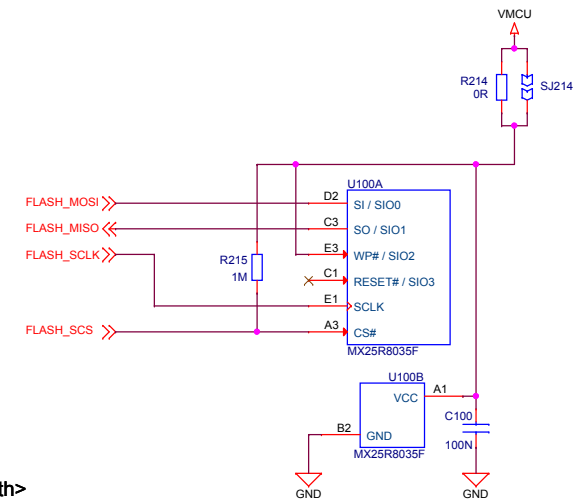 VMCU
R214
0R
SJ214
U100A
FLASH_MOSI
D2
SI / SIO0
FLASH_MISO
C3
SO / SIO1
FLASH_SCLK
E3
WP# / SIO2
R215
1M
C1
RESET# / SIO3
E1
SCLK
FLASH_SCS
A3
CS#
MX25R8035F
U100B
A1
VCC
C100
100N
B2
GND
MX25R8035F
GND
GND
th>